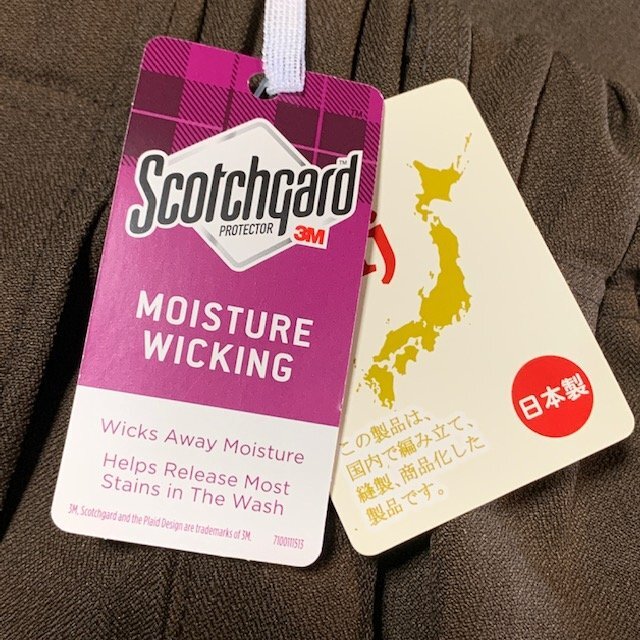 Scotchgard™
PROTECTOR
3M
MOISTURE
WICKING
Wicks Away Moisture
Helps Release Most
Stains in The Wash
3M, Scotchgard and the Plaid Design are trademarks of 3M. 7100111513
日本製
この製品は、
国内で編み立て、
縫製、商品化した
製品です。